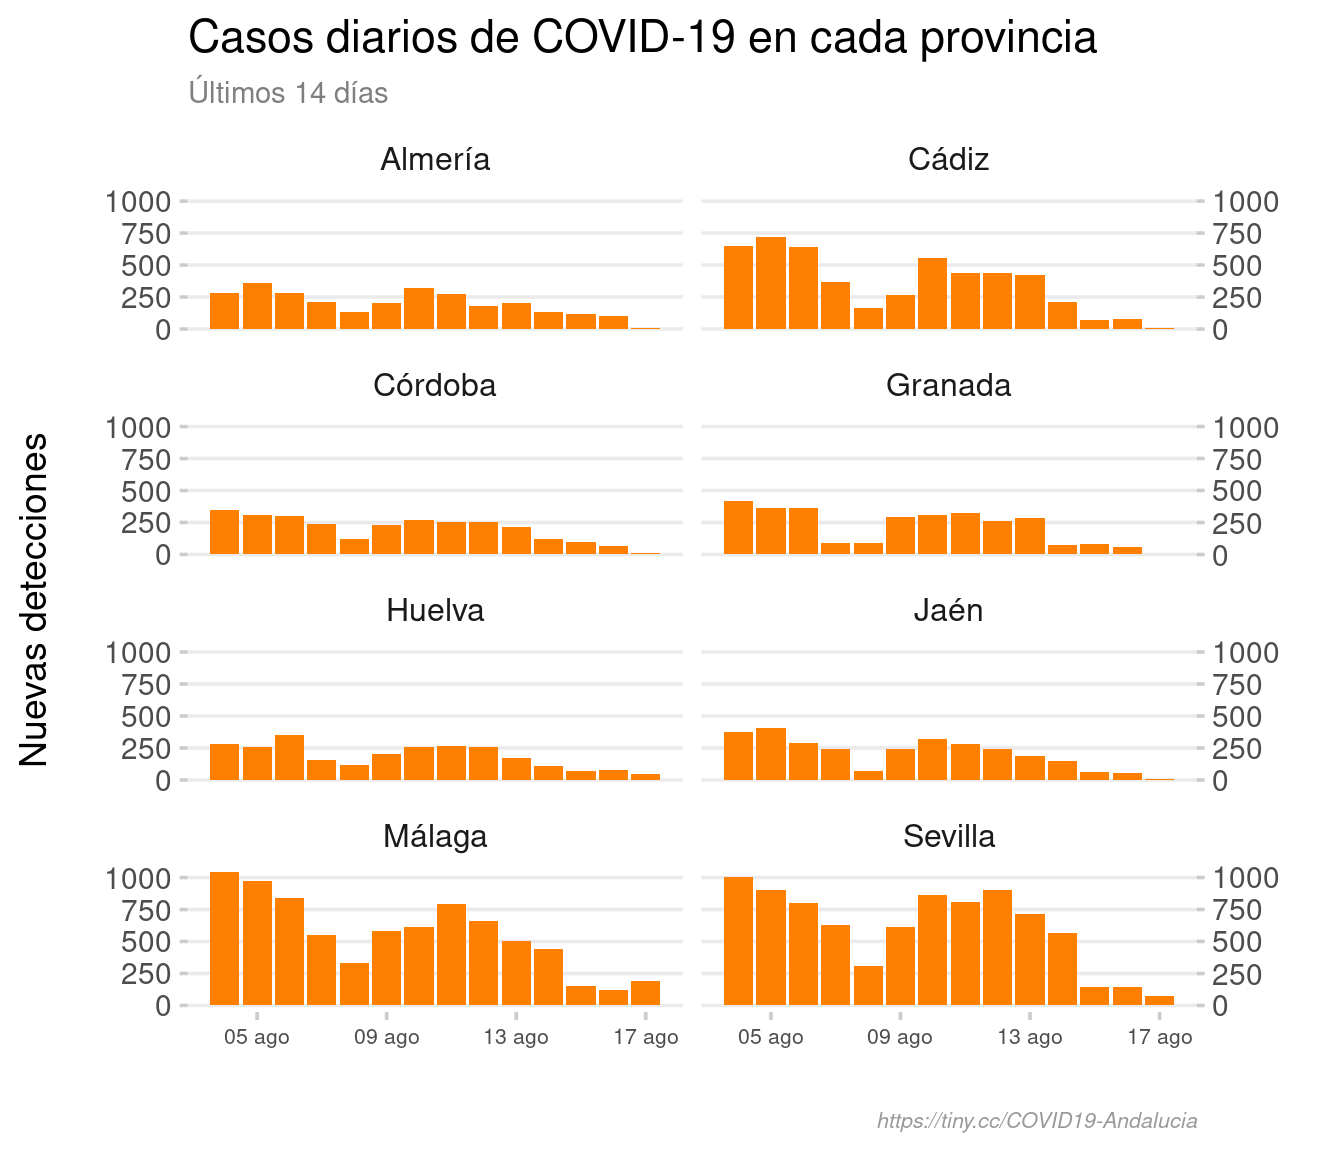 Casos diarios de COVID-19 en cada provincia
Últimos 14 días
Almería
Cádiz
1000
750
500
250
0
1000
750
500
250
0
Córdoba
Granada
1000
750
500
250
0
1000
750
500
250
0
Nuevas detecciones
Huelva
Jaén
1000
750
500
250
0
1000
750
500
250
0
Málaga
Sevilla
1000
750
500
250
0
1000
750
500
250
0
05 ago 09 ago 13 ago 17 ago
05 ago 09 ago 13 ago 17 ago
https://tiny.cc/COVID19-Andalucia